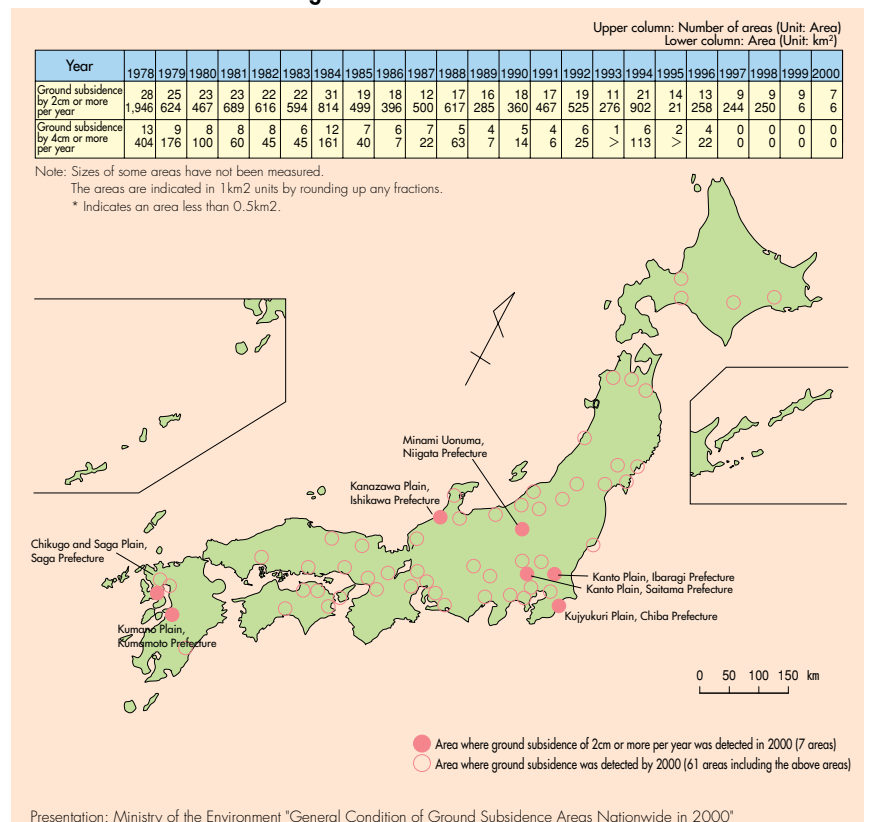 Upper column: Number of areas (Unit: Area)
Lower column: Area (Unit: km²)
Year 1978 1979 1980 1981 1982 1983 1984 1985 1986 1987 1988 1989 1990 1991 1992 1993 1994 1995 1996 1997 1998 1999 2000
Ground subsidence by 2cm or more per year
28 25 23 23 22 22 31 19 18 12 17 16 18 17 19 11 21 14 13 9 9 9 7
1,946 624 467 689 616 594 814 499 396 500 617 285 360 467 525 276 902 21 258 244 250 6 6
Ground subsidence by 4cm or more per year
13 9 8 8 8 6 12 7 6 7 5 4 5 4 6 1 6 2 4 0 0 0 0
404 176 100 60 45 45 161 40 7 22 63 7 14 6 25 > 113 > 22 0 0 0 0
Note: Sizes of some areas have not been measured.
The areas are indicated in 1km2 units by rounding up any fractions.
* Indicates an area less than 0.5km2.
Minami Uonuma,
Niigata Prefecture
Kanazawa Plain,
Ishikawa Prefecture
Chikugo and Saga Plain,
Saga Prefecture
Kanto Plain, Ibaragi Prefecture
Kanto Plain, Saitama Prefecture
Kujyukuri Plain, Chiba Prefecture
Kumano Plain,
Kumamoto Prefecture
0 50 100 150 km
Area where ground subsidence of 2cm or more per year was detected in 2000 (7 areas)
Area where ground subsidence was detected by 2000 (61 areas including the above areas)
Presentation: Ministry of the Environment "General Condition of Ground Subsidence Areas Nationwide in 2000"